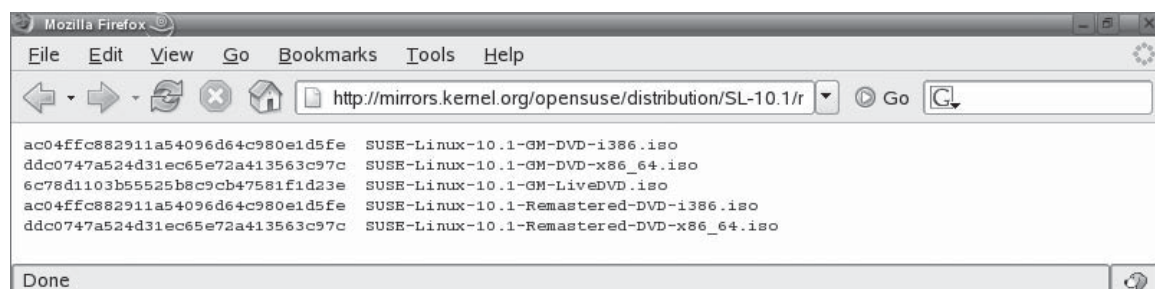 Mozilla Firefox
File Edit View Go Bookmarks Tools Help
http://mirrors.kernel.org/opensuse/distribution/SL-10.1/r Go G
ac04ffc882911a54096d64c980e1d5fe SUSE-Linux-10.1-GM-DVD-i386.iso
ddc0747a524d31ec65e72a413563c97c SUSE-Linux-10.1-GM-DVD-x86_64.iso
6c78d1103b55525b8c9cb47581f1d23e SUSE-Linux-10.1-GM-LiveDVD.iso
ac04ffc882911a54096d64c980e1d5fe SUSE-Linux-10.1-Remastered-DVD-i386.iso
ddc0747a524d31ec65e72a413563c97c SUSE-Linux-10.1-Remastered-DVD-x86_64.iso
Done